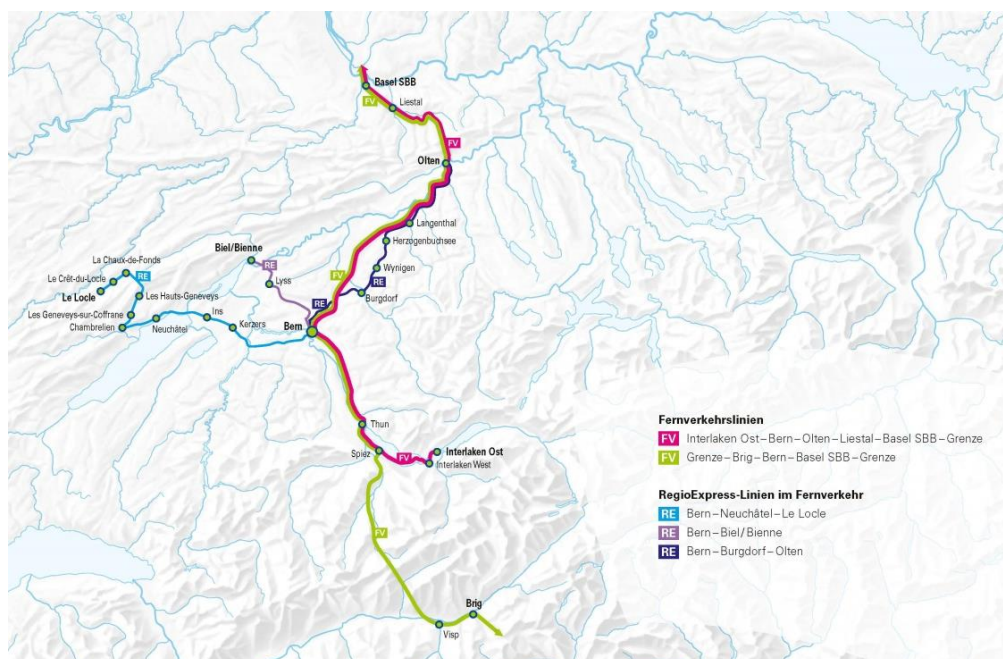 Basel SBB
FV
Liestal
FV
Olten
Langenthal
Herzogenbuchsee
Biel/Bienne
La Chaux-de-Fonds
RE
Wynigen
Le Crêt-du-Locle
RE
FV
RE
Lyss
Le Locle
Les Hauts-Geneveys
Burgdorf
RE
Les Geneveys-sur-Coffrane
Ins
Chambrelien
Neuchâtel
Kerzers
Bern
Thun
Spiez
Interlaken Ost
FV
Interlaken West
FV
Brig
Visp
Fernverkehrslinien
FV Interlaken Ost – Bern – Olten – Liestal – Basel SBB – Grenze
FV Grenze – Brig – Bern – Basel SBB – Grenze
RegioExpress-Linien im Fernverkehr
RE Bern – Neuchâtel – Le Locle
RE Bern – Biel/Bienne
RE Bern – Burgdorf – Olten